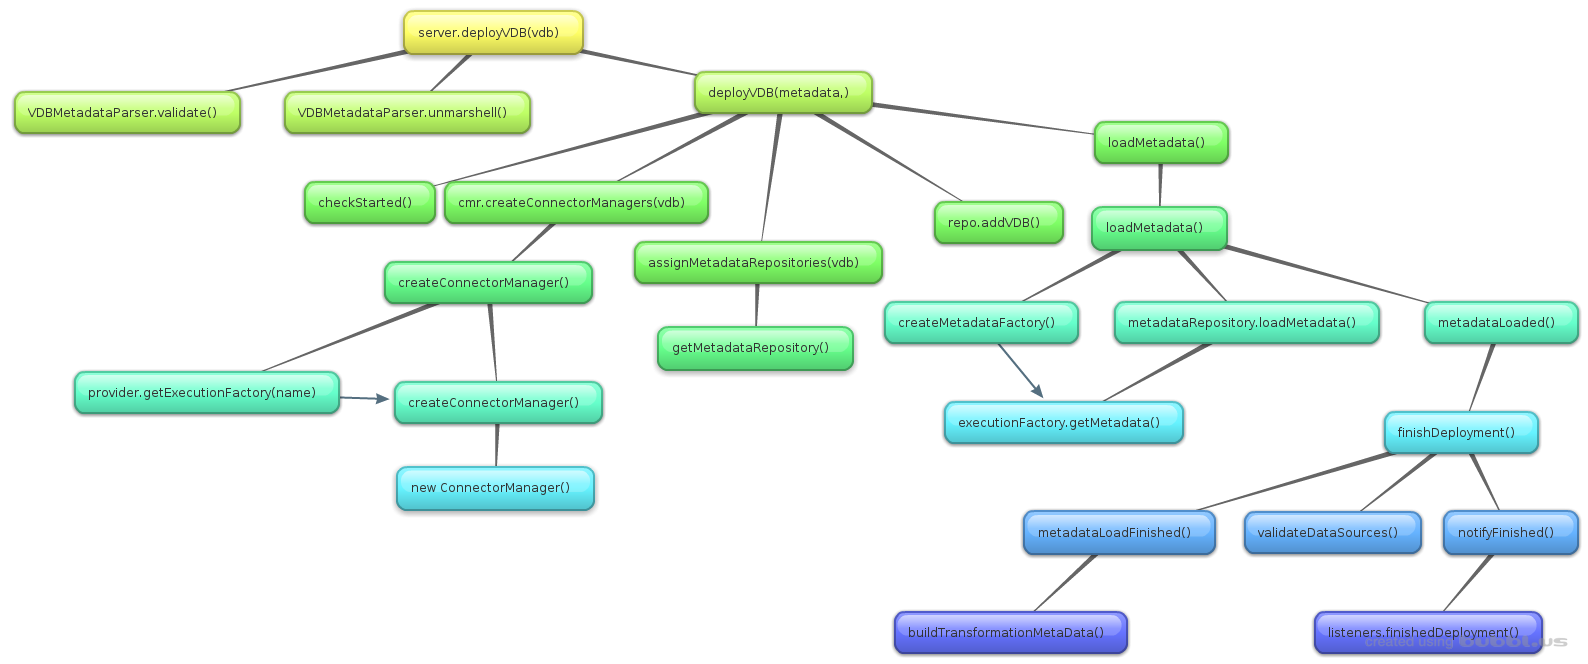 server.deployVDB(vdb)
VDBMetadataParser.validate()
VDBMetadataParser.unmarshell()
deployVDB(metadata,)
loadMetadata()
checkStarted()
cmr.createConnectorManagers(vdb)
repo.addVDB()
loadMetadata()
assignMetadataRepositories(vdb)
createConnectorManager()
createMetadataFactory()
metadataRepository.loadMetadata()
metadataLoaded()
getMetadataRepository()
provider.getExecutionFactory(name)
createConnectorManager()
executionFactory.getMetadata()
finishDeployment()
new ConnectorManager()
metadataLoadFinished()
validateDataSources()
notifyFinished()
buildTransformationMetaData()
listeners.finishedDeployment()
created using bubbl.us